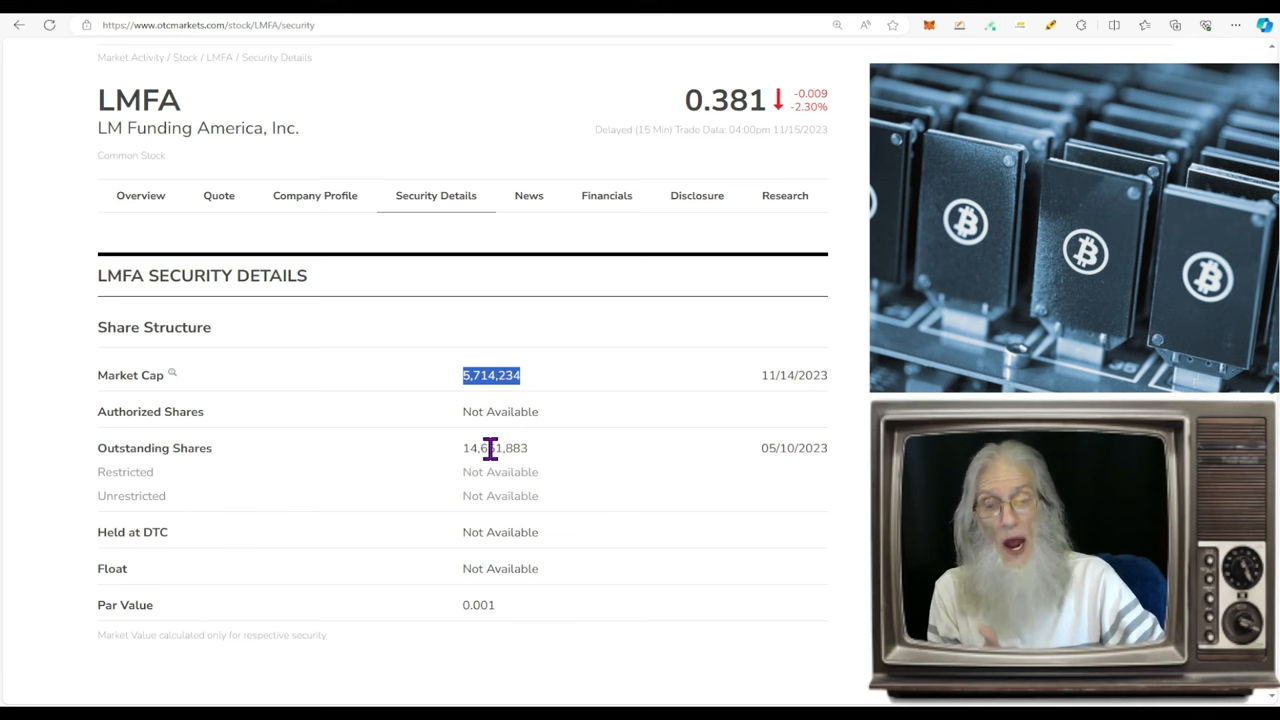 https://www.otcmarkets.com/stock/LMFA/security
Market Activity / Stock / LMFA / Security Details
LMFA
0.381
-0.009
-2.30%
LM Funding America, Inc.
Delayed (15 Min) Trade Data: 04:00pm 11/15/2023
Common Stock
Overview Quote Company Profile Security Details News Financials Disclosure Research
LMFA SECURITY DETAILS
Share Structure
Market Cap 5,714,234 11/14/2023
Authorized Shares Not Available
Outstanding Shares 14,651,883 05/10/2023
Restricted Not Available
Unrestricted Not Available
Held at DTC Not Available
Float Not Available
Par Value 0.001
Market Value calculated only for respective security